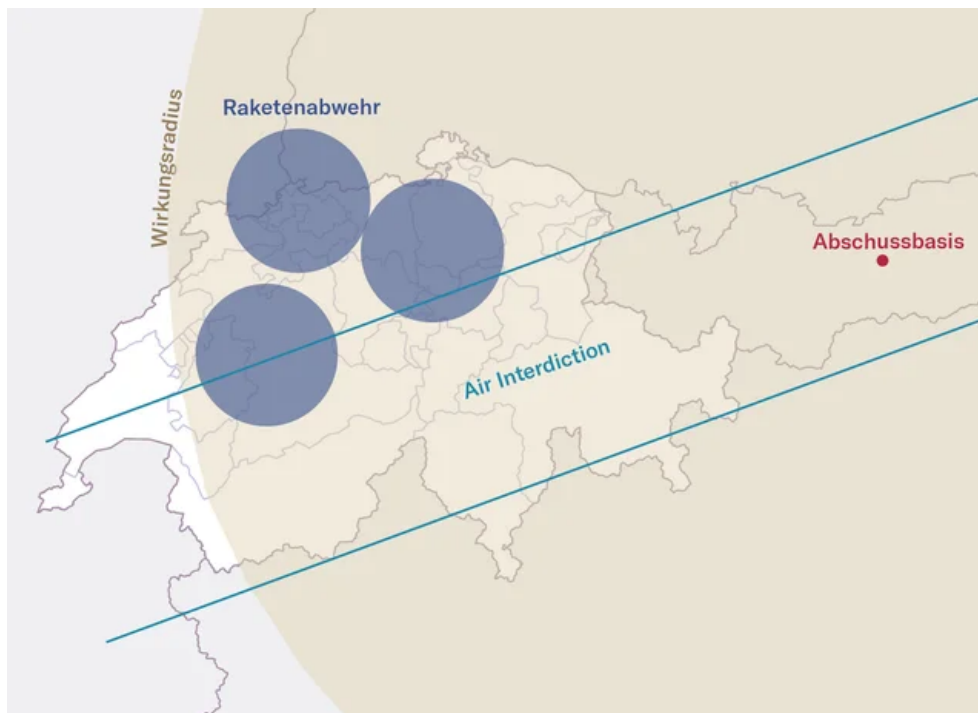 Raketenabwehr
Wirkungsradius
Abschussbasis
Air Interdiction